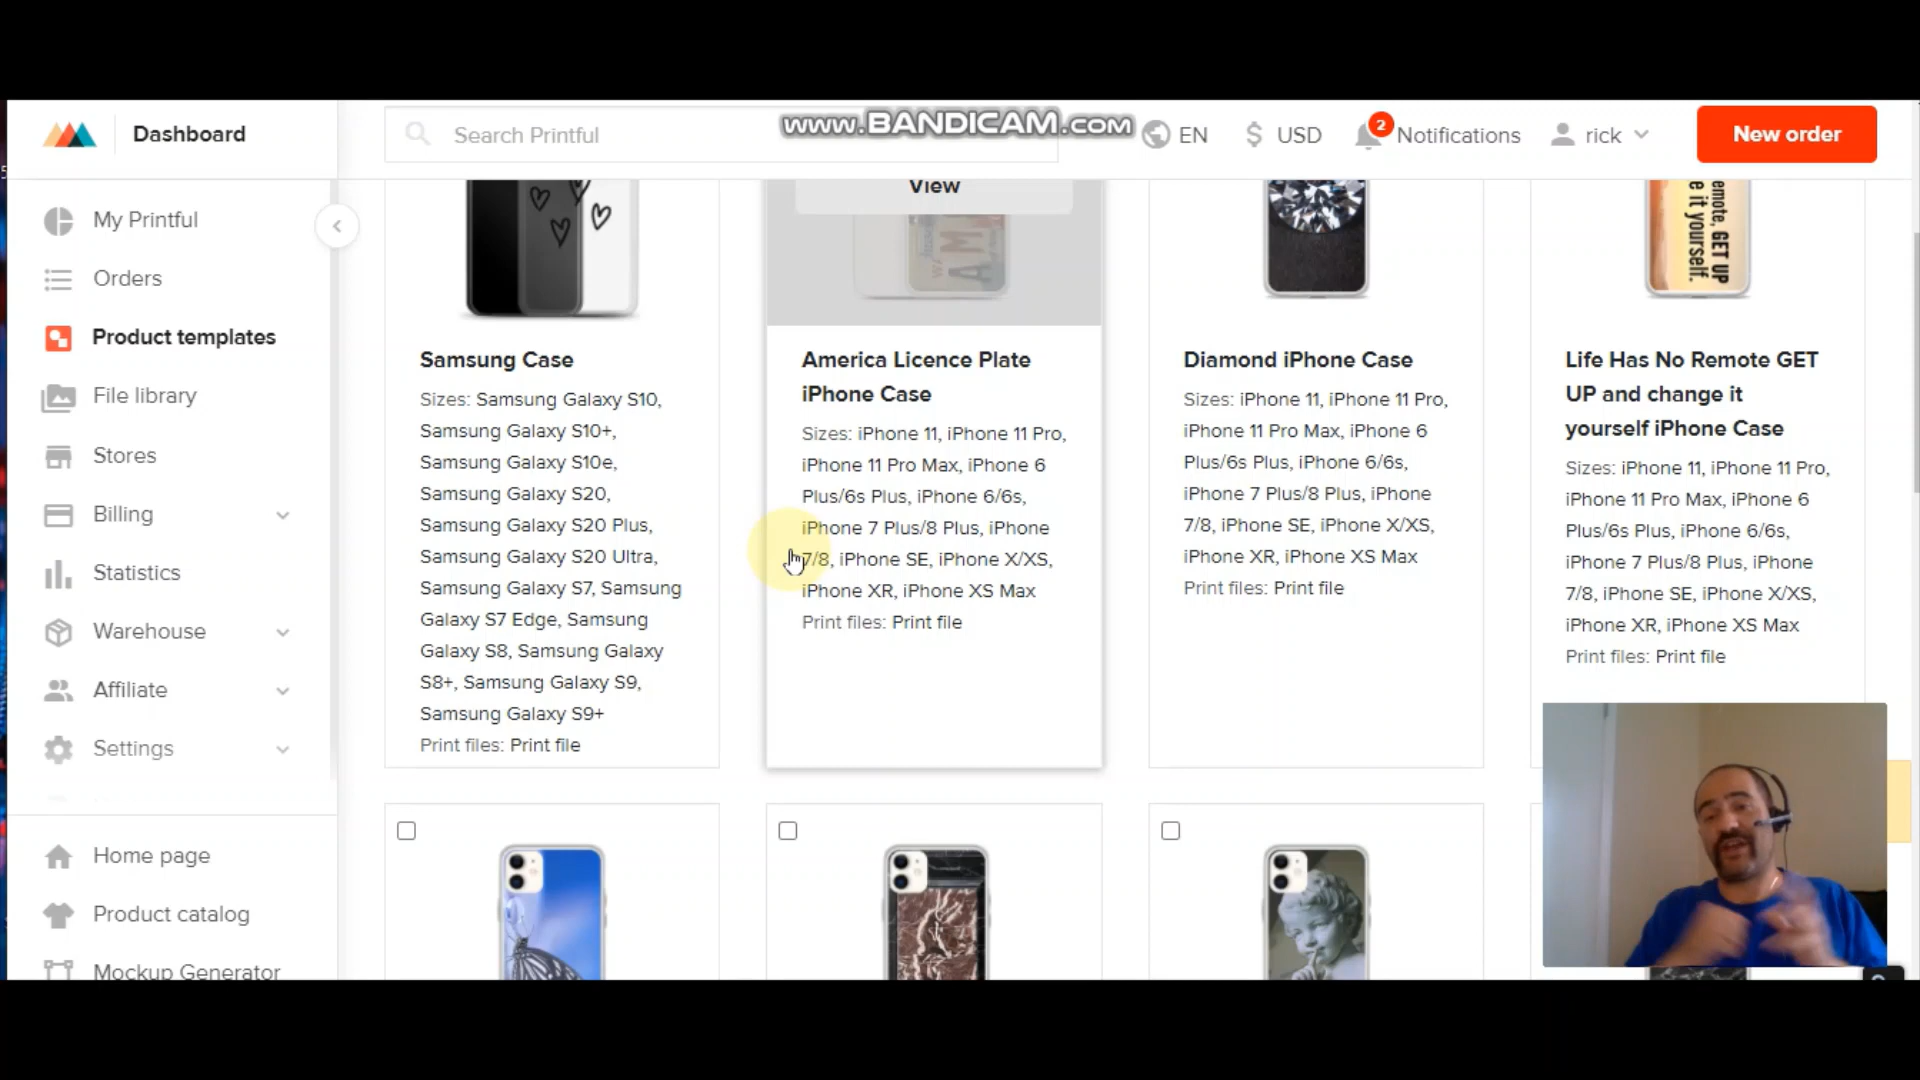 www.BANDICAM.com
Dashboard
Search Printful
EN
USD
2
Notifications
rick
New order
My Printful
Orders
Product templates
File library
Stores
Billing
Statistics
Warehouse
Affiliate
Settings
Home page
Product catalog
Mockup Generator
Samsung Case
Sizes: Samsung Galaxy S10,
Samsung Galaxy S10+,
Samsung Galaxy S10e,
Samsung Galaxy S20,
Samsung Galaxy S20 Plus,
Samsung Galaxy S20 Ultra,
Samsung Galaxy S7, Samsung
Galaxy S7 Edge, Samsung
Galaxy S8, Samsung Galaxy
S8+, Samsung Galaxy S9,
Samsung Galaxy S9+
Print files: Print file
View
AM
America Licence Plate
iPhone Case
Sizes: iPhone 11, iPhone 11 Pro,
iPhone 11 Pro Max, iPhone 6
Plus/6s Plus, iPhone 6/6s,
iPhone 7 Plus/8 Plus, iPhone
7/8, iPhone SE, iPhone X/XS,
iPhone XR, iPhone XS Max
Print files: Print file
Diamond iPhone Case
Sizes: iPhone 11, iPhone 11 Pro,
iPhone 11 Pro Max, iPhone 6
Plus/6s Plus, iPhone 6/6s,
iPhone 7 Plus/8 Plus, iPhone
7/8, iPhone SE, iPhone X/XS,
iPhone XR, iPhone XS Max
Print files: Print file
emote, GET UP
e it yourself.
Life Has No Remote GET
UP and change it
yourself iPhone Case
Sizes: iPhone 11, iPhone 11 Pro,
iPhone 11 Pro Max, iPhone 6
Plus/6s Plus, iPhone 6/6s,
iPhone 7 Plus/8 Plus, iPhone
7/8, iPhone SE, iPhone X/XS,
iPhone XR, iPhone XS Max
Print files: Print file